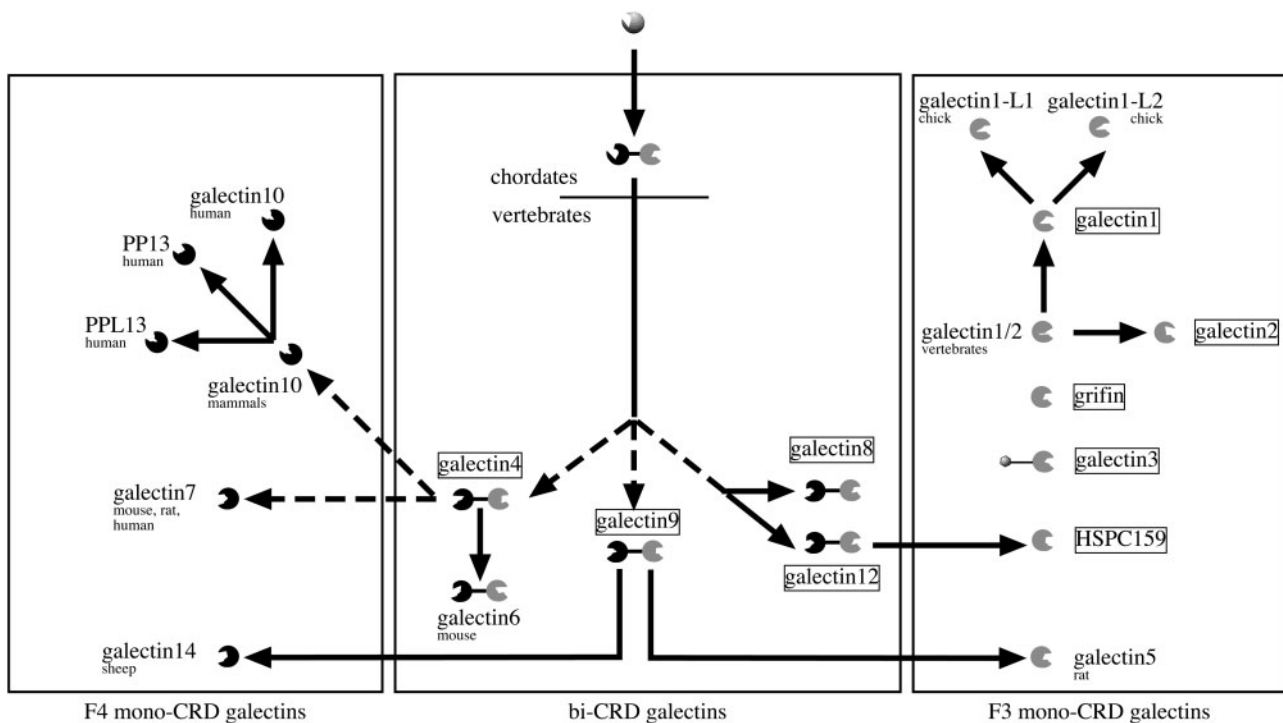 galectin10
human
PP13
human
PPL13
human
galectin10
mammals
galectin7
mouse, rat,
human
galectin14
sheep
F4 mono-CRD galectins
chordates
vertebrates
galectin4
galectin8
galectin9
galectin12
galectin6
mouse
bi-CRD galectins
galectin1-L1
chick
galectin1-L2
chick
galectin1
galectin1/2
vertebrates
galectin2
grifin
galectin3
HSPC159
galectin5
rat
F3 mono-CRD galectins